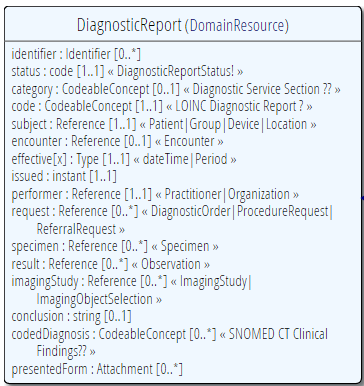 DiagnosticReport (DomainResource)
identifier : Identifier [0..*]
status : code [1..1] « DiagnosticReportStatus! »
category : CodeableConcept [0..1] « Diagnostic Service Section ?? »
code : CodeableConcept [1..1] « LOINC Diagnostic Report ? »
subject : Reference [1..1] « Patient|Group|Device|Location »
encounter : Reference [0..1] « Encounter »
effective[x] : Type [1..1] « dateTime|Period »
issued : instant [1..1]
performer : Reference [1..1] « Practitioner|Organization »
request : Reference [0..*] « DiagnosticOrder|ProcedureRequest|
ReferralRequest »
specimen : Reference [0..*] « Specimen »
result : Reference [0..*] « Observation »
imagingStudy : Reference [0..*] « ImagingStudy|
ImagingObjectSelection »
conclusion : string [0..1]
codedDiagnosis : CodeableConcept [0..*] « SNOMED CT Clinical
Findings?? »
presentedForm : Attachment [0..*]